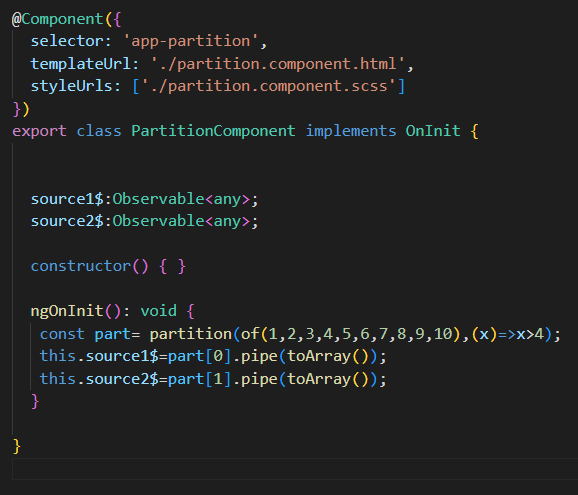 @Component({
  selector: 'app-partition',
  templateUrl: './partition.component.html',
  styleUrls: ['./partition.component.scss']
})
export class PartitionComponent implements OnInit {
  source1$:Observable<any>;
  source2$:Observable<any>;
  constructor() { }
  ngOnInit(): void {
   const part= partition(of(1,2,3,4,5,6,7,8,9,10),(x)=>x>4);
   this.source1$=part[0].pipe(toArray());
   this.source2$=part[1].pipe(toArray());
  }
}